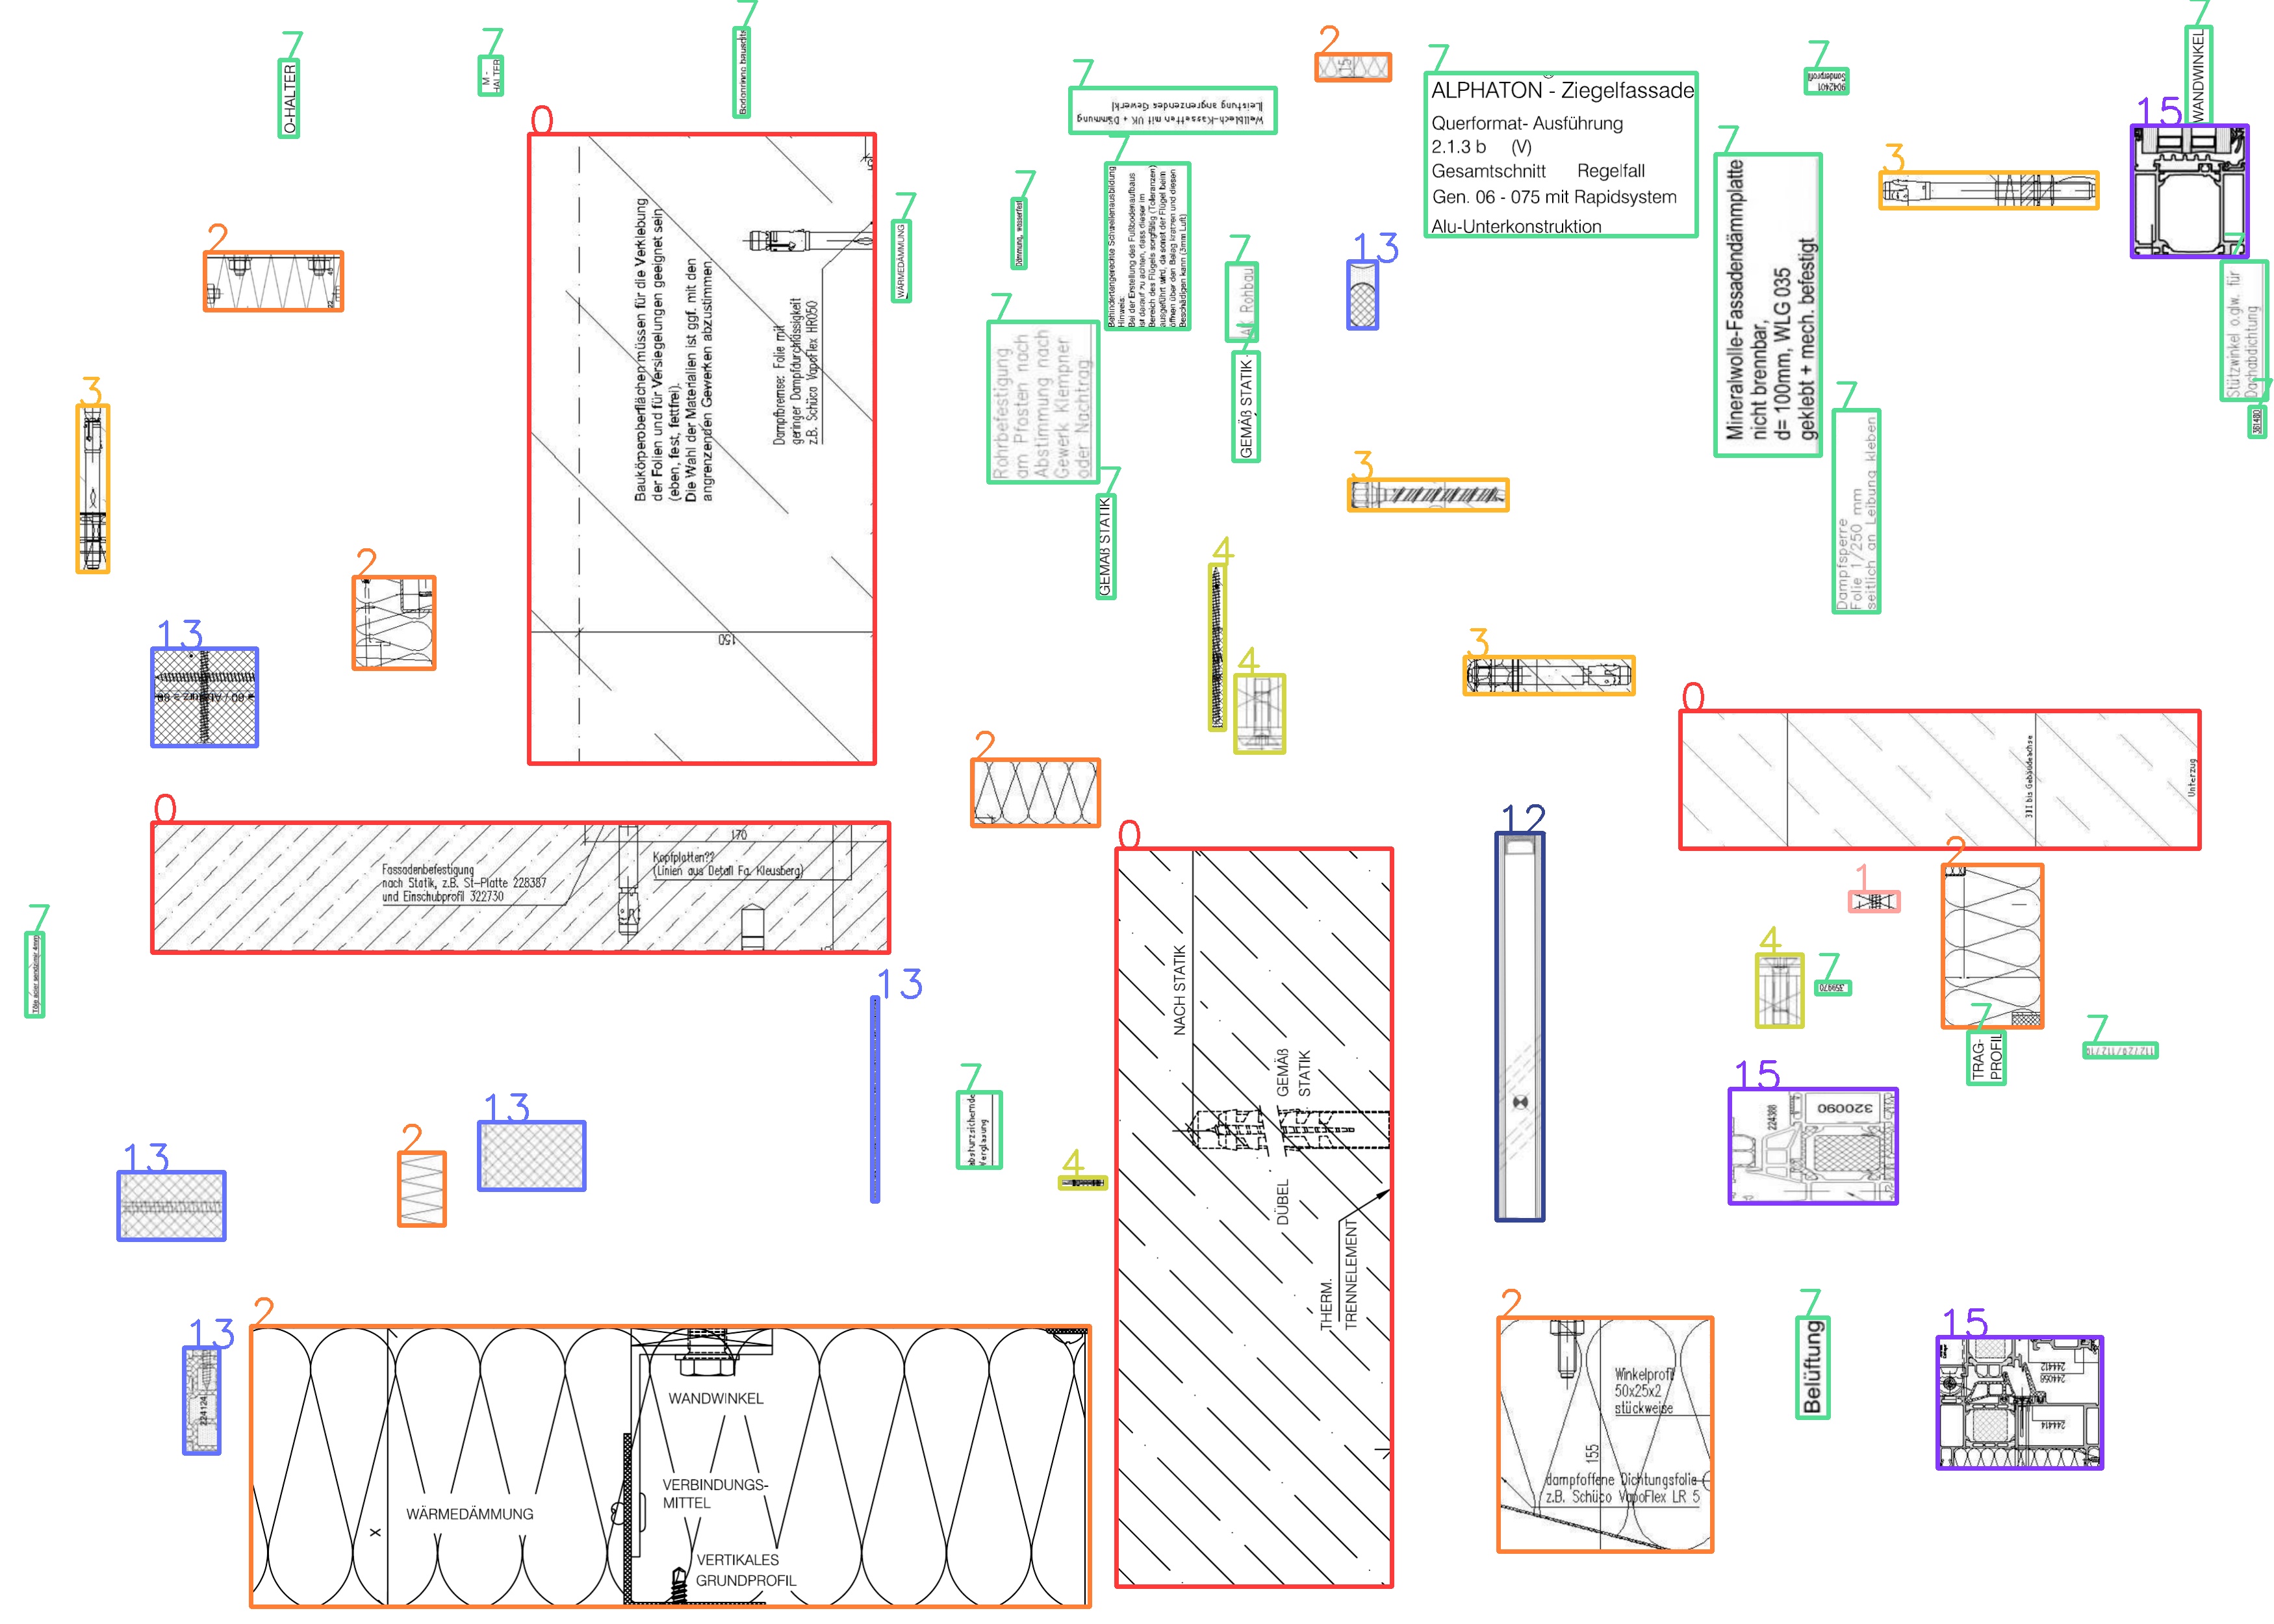 7
7
7
7
7
7
2
7
7
7
7
7
7
7
7
7
7
7
7
7
2
3
13
15
0
O-HALTER
M -
HALTER
Wellblech-Kassetten mit UK + Dämmung
(Leistung angrenzendes Gewerk)
ALPHATON - Ziegelfassade
Querformat- Ausführung
2.1.3 b (V)
Gesamtschnitt Regelfall
Gen. 06 - 075 mit Rapidsystem
Alu-Unterkonstruktion
9042401
Sonderprofil
WANDWINKEL
Baukörperoberflächen müssen für die Verklebung
der Folien und für Versiegelungen geeignet sein
(eben, fest, fettfrei).
Die Wahl der Materialien ist ggf. mit den
angrenzenden Gewerken abzustimmen
Dampfbremse: Folie mit
geringer Dampfdurchlässigkeit
z.B. Schüco VapoFlex HR050
150
WÄRMEDÄMMUNG
Dämmung, wasserfest
Behindertengerechte Schwellenausbildung
Hinweis:
Bei der Erstellung des Fußbodenaufbaus
ist darauf zu achten, dass dieser im
Bereich des Flügels sorgfältig (Toleranzen)
ausgeführt wird, da sonst der Flügel beim
öffnen über den Belag kratzen und diesen
Beschädigen kann (3mm Luft)
Rohbau
GEMÄß STATIK
Rohrbefestigung
am Pfosten nach
Abstimmung nach
Gewerk Klempner
oder Nachtrag
GEMÄß STATIK
Mineralwolle-Fassadendämmplatte
nicht brennbar,
d= 100mm, WLG 035
geklebt + mech. befestigt
Stützwinkel o.glw. für
Dachabdichtung
361480
Dampfsperre
Folie 1/250 mm
seitlich an Leibung kleben
3
3
2
13
4
4
3
2
0
0
0
170
Fassadenbefestigung
nach Statik, z.B. St-Platte 228387
und Einschubprofil 322730
Kopfplatten??
(Linien aus Detail Fa. Kleusberg)
bis Gebäudeachse
Unterzug
12
1
2
4
7
359970
7
13
7
TRAG-
PROFIL
7
NACH STATIK
GEMÄß
STATIK
DÜBEL
THERM.
TRENNELEMENT
7
absturzsichernde
Verglasung
4
13
13
2
15
224308
320090
13
224124
2
WANDWINKEL
VERBINDUNGS-
MITTEL
WÄRMEDÄMMUNG
X
VERTIKALES
GRUNDPROFIL
2
Winkelprofil
50x25x2
stückweise
155
dampfoffene Dichtungsfolie
z.B. Schüco VapoFlex LR 5
7
Belüftung
15
244412
244058
244414